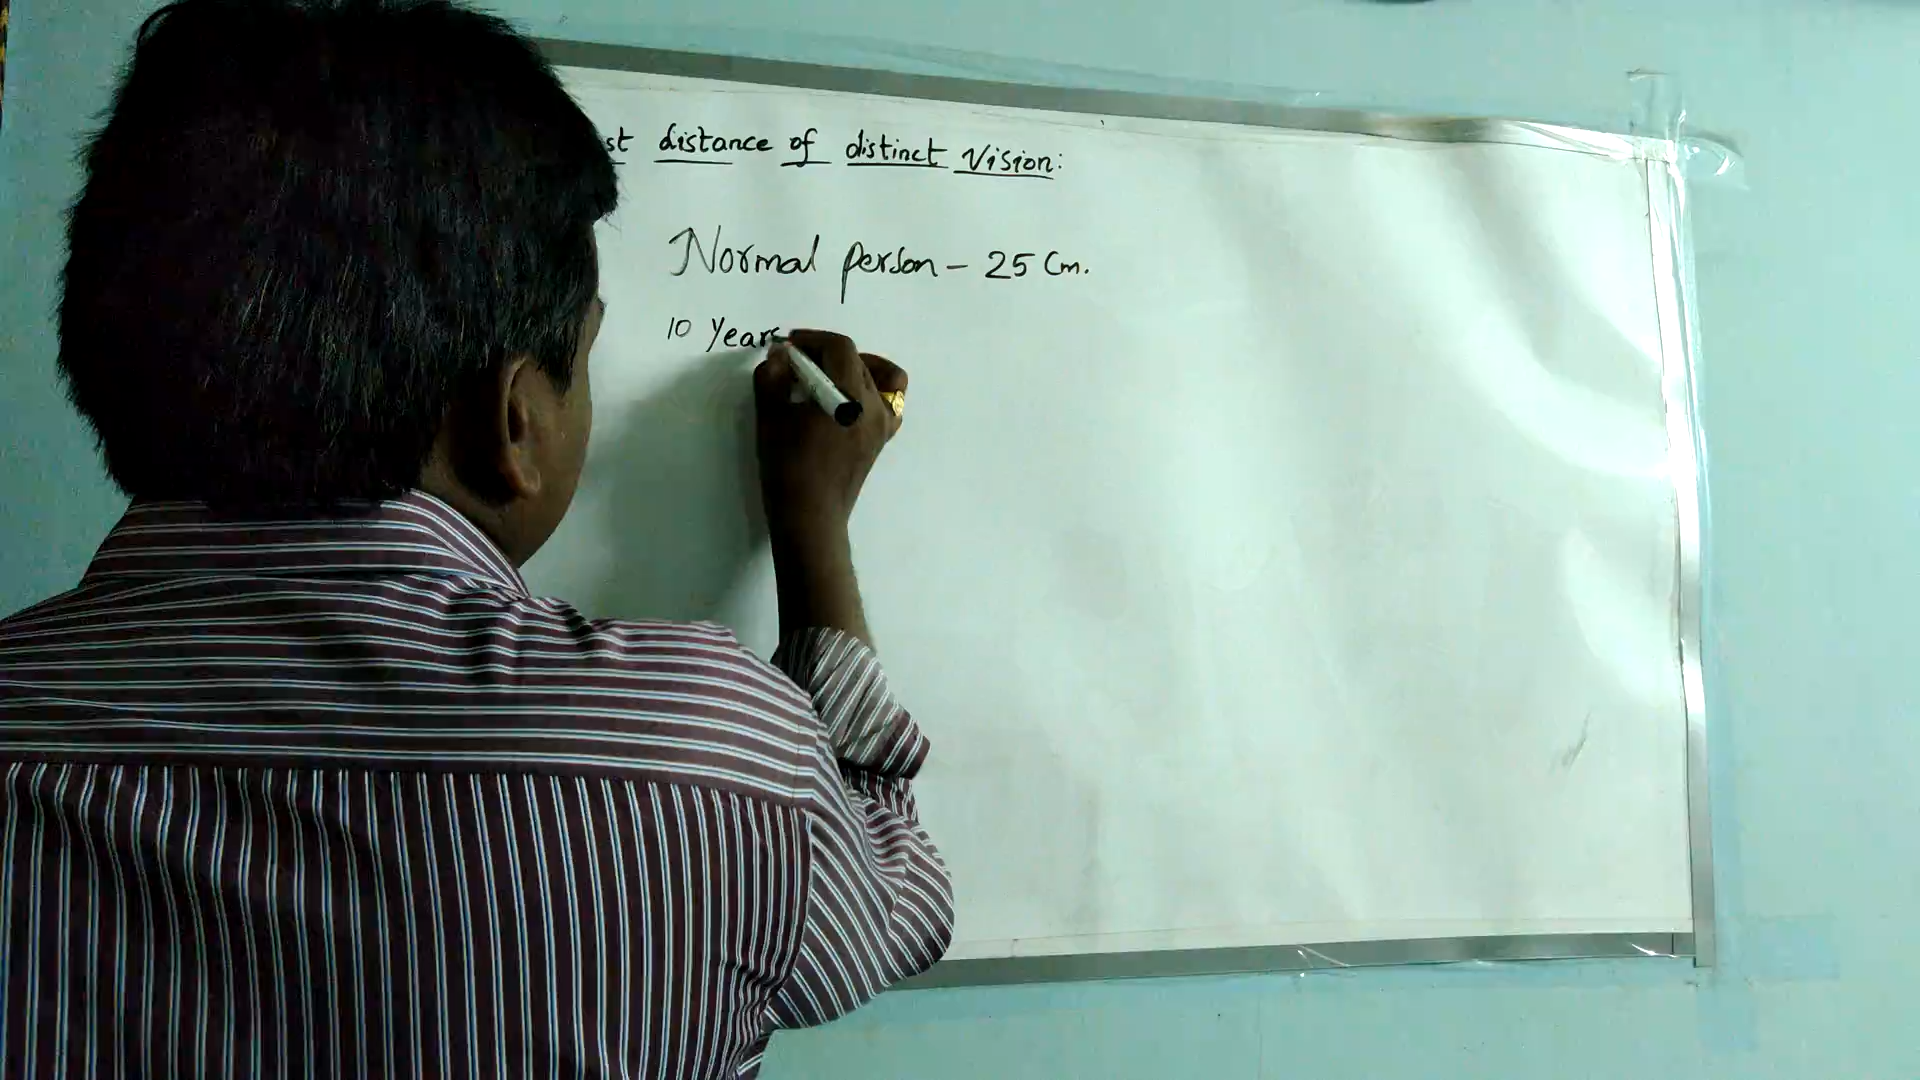 st distance of distinct Vision:
Normal person - 25 Cm.
10 Years